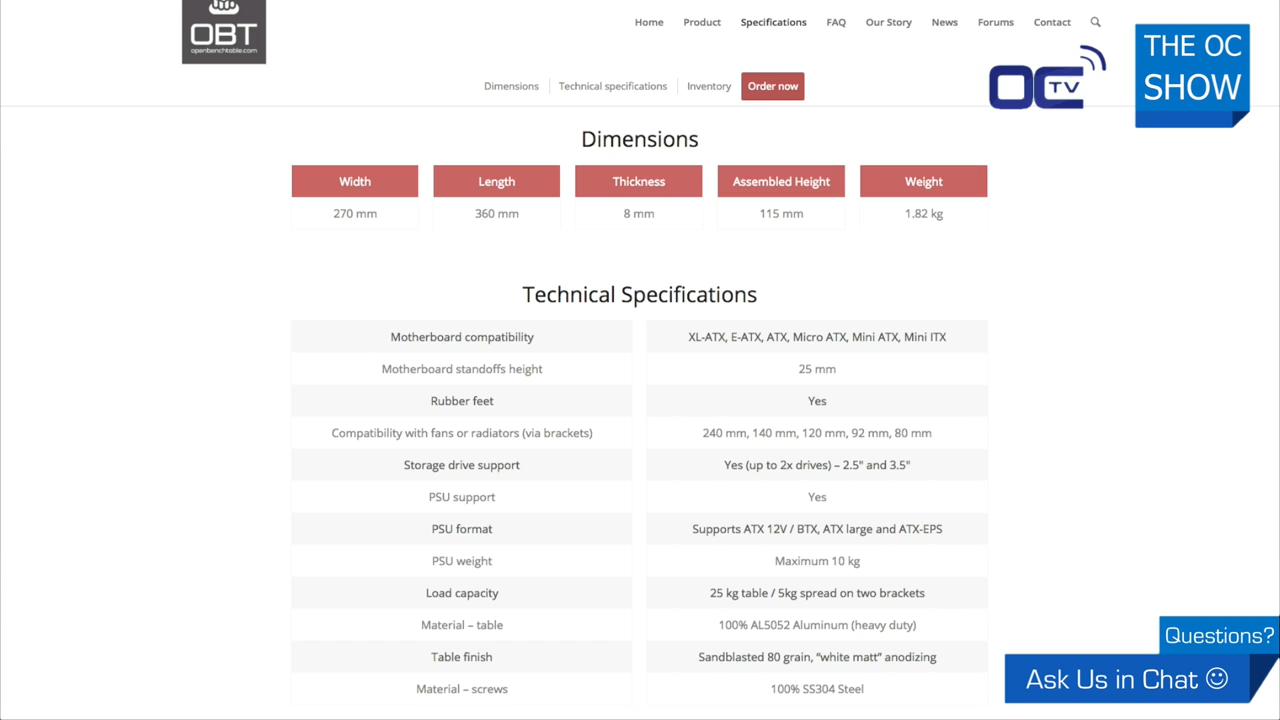 OBT
openbenchtable.com
Home Product Specifications FAQ Our Story News Forums Contact
THE OC
SHOW
OC TV
Dimensions Technical specifications Inventory Order now
Dimensions
Width Length Thickness Assembled Height Weight
270 mm 360 mm 8 mm 115 mm 1.82 kg
Technical Specifications
Motherboard compatibility XL-ATX, E-ATX, ATX, Micro ATX, Mini ATX, Mini ITX
Motherboard standoffs height 25 mm
Rubber feet Yes
Compatibility with fans or radiators (via brackets) 240 mm, 140 mm, 120 mm, 92 mm, 80 mm
Storage drive support Yes (up to 2x drives) – 2.5" and 3.5"
PSU support Yes
PSU format Supports ATX 12V / BTX, ATX large and ATX-EPS
PSU weight Maximum 10 kg
Load capacity 25 kg table / 5kg spread on two brackets
Material – table 100% AL5052 Aluminum (heavy duty)
Table finish Sandblasted 80 grain, “white matt” anodizing
Material – screws 100% SS304 Steel
Questions?
Ask Us in Chat ☺